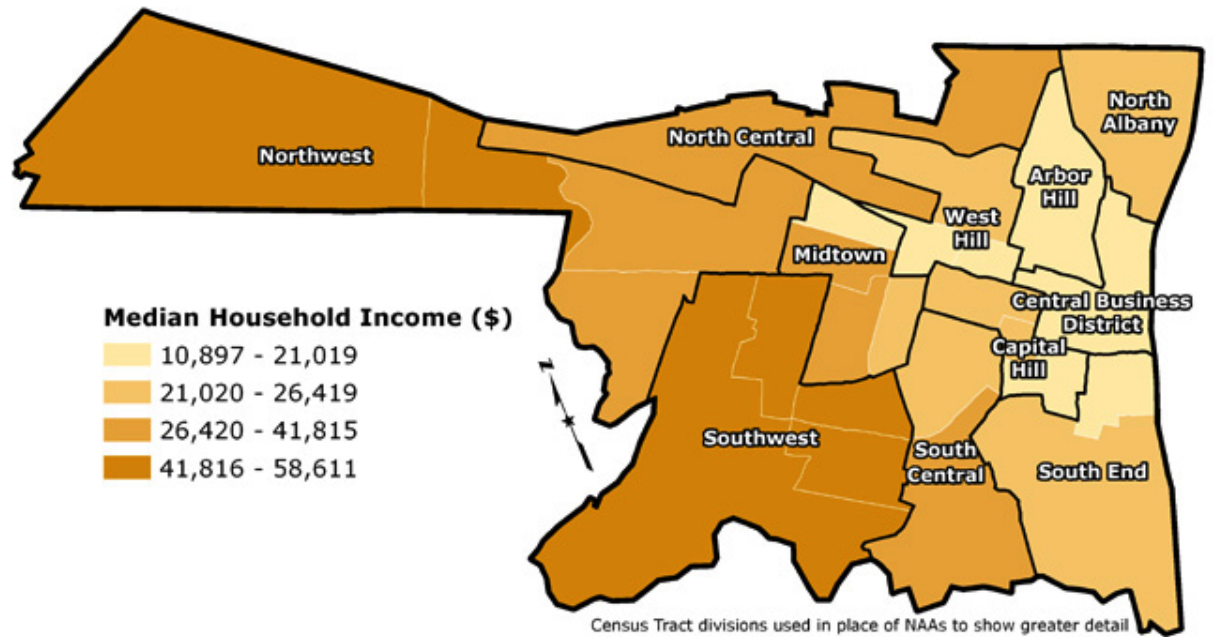 North
Albany
North Central
Northwest
Arbor
Hill
West
Hill
Midtown
Central Business
District
Median Household Income ($)
10,897 - 21,019
21,020 - 26,419
26,420 - 41,815
41,816 - 58,611
N
Capital
Hill
Southwest
South
Central
South End
Census Tract divisions used in place of NAAs to show greater detail